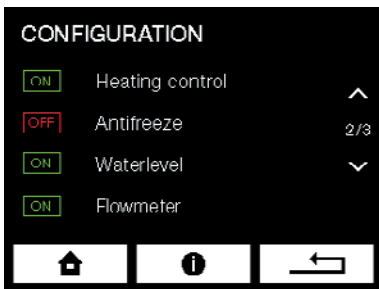 CONFIGURATION
ON Heating control
OFF Antifreeze
2/3
ON Waterlevel
ON Flowmeter